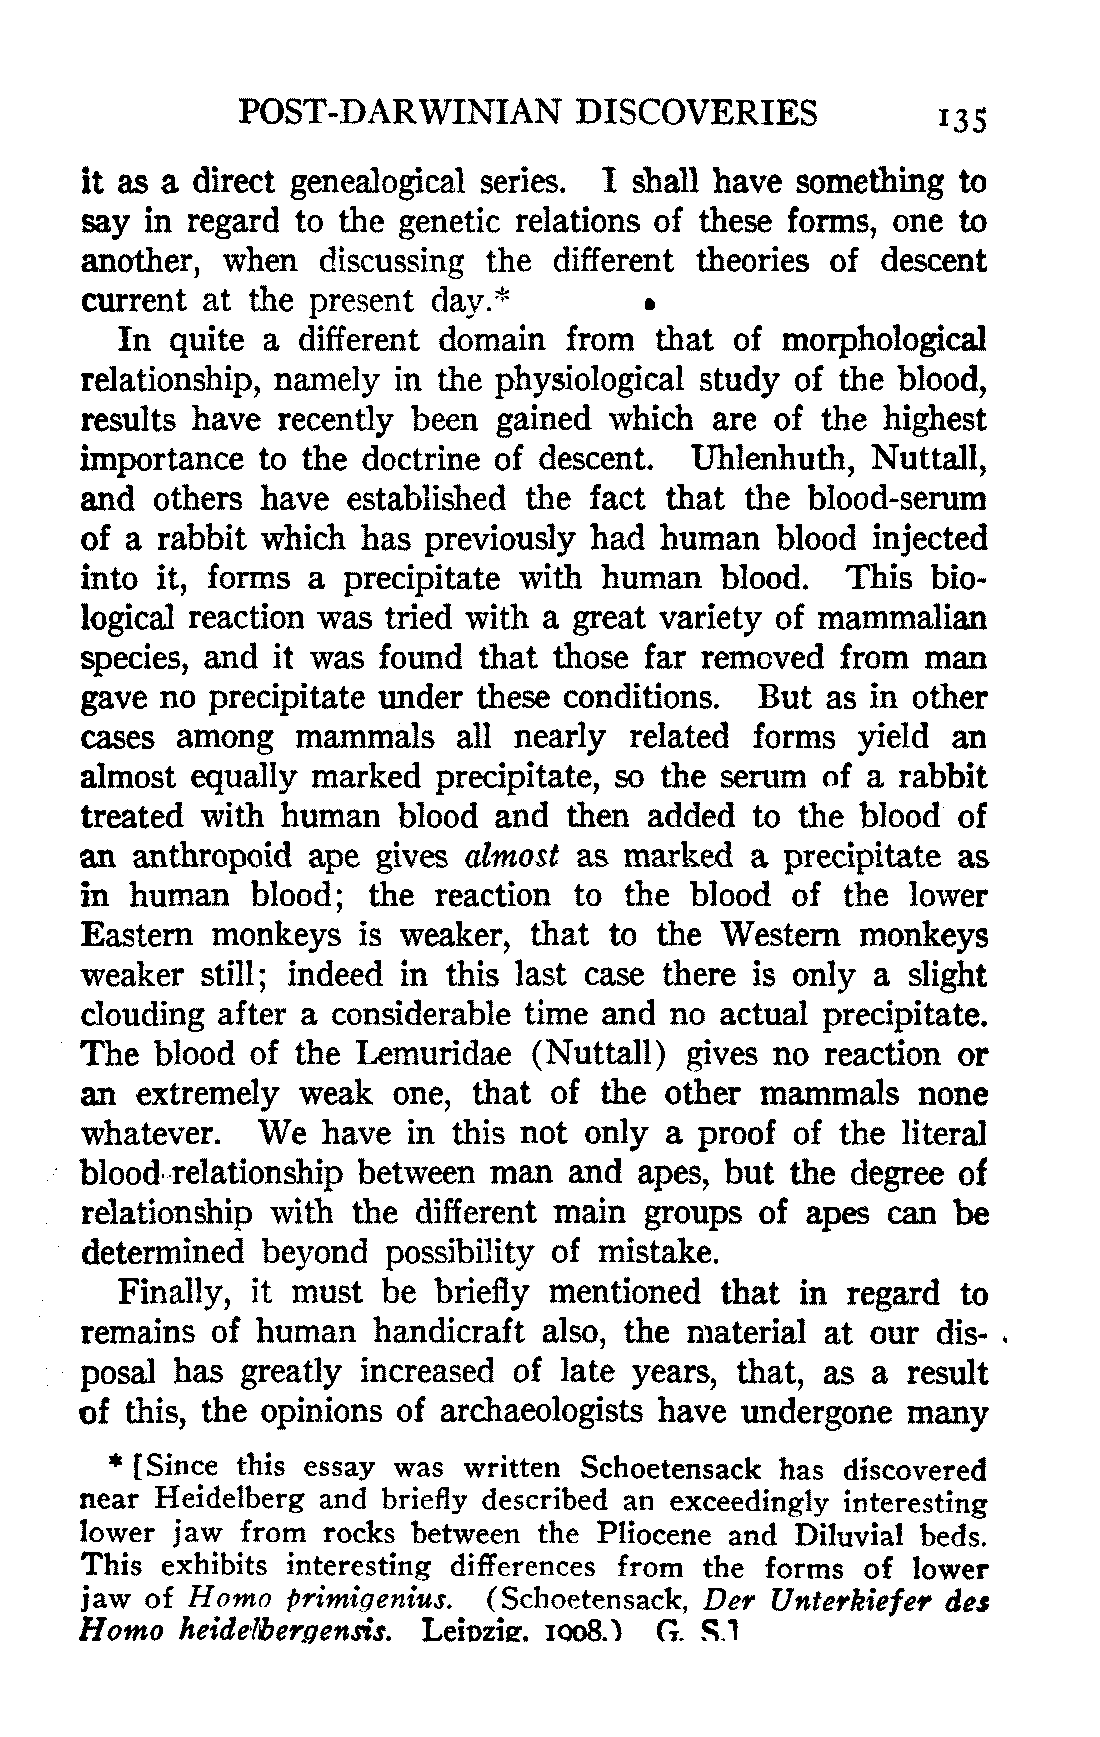 POST-DARWINIAN DISCOVERIES 135
it as a direct genealogical series. I shall have something to
say in regard to the genetic relations of these forms, one to
another, when discussing the different theories of descent
current at the present day.*
In quite a different domain from that of morphological
relationship, namely in the physiological study of the blood,
results have recently been gained which are of the highest
importance to the doctrine of descent. Uhlenhuth, Nuttall,
and others have established the fact that the blood-serum
of a rabbit which has previously had human blood injected
into it, forms a precipitate with human blood. This bio-
logical reaction was tried with a great variety of mammalian
species, and it was found that those far removed from man
gave no precipitate under these conditions. But as in other
cases among mammals all nearly related forms yield an
almost equally marked precipitate, so the serum of a rabbit
treated with human blood and then added to the blood of
an anthropoid ape gives almost as marked a precipitate as
in human blood; the reaction to the blood of the lower
Eastern monkeys is weaker, that to the Western monkeys
weaker still; indeed in this last case there is only a slight
clouding after a considerable time and no actual precipitate.
The blood of the Lemuridae (Nuttall) gives no reaction or
an extremely weak one, that of the other mammals none
whatever. We have in this not only a proof of the literal
blood-relationship between man and apes, but the degree of
relationship with the different main groups of apes can be
determined beyond possibility of mistake.
Finally, it must be briefly mentioned that in regard to
remains of human handicraft also, the material at our dis-
posal has greatly increased of late years, that, as a result
of this, the opinions of archaeologists have undergone many
* [Since this essay was written Schoetensack has discovered
near Heidelberg and briefly described an exceedingly interesting
lower jaw from rocks between the Pliocene and Diluvial beds.
This exhibits interesting differences from the forms of lower
jaw of Homo primigenius. (Schoetensack, Der Unterkiefer des
Homo heidelbergensis. Leipzig. 1908.) G. S.]